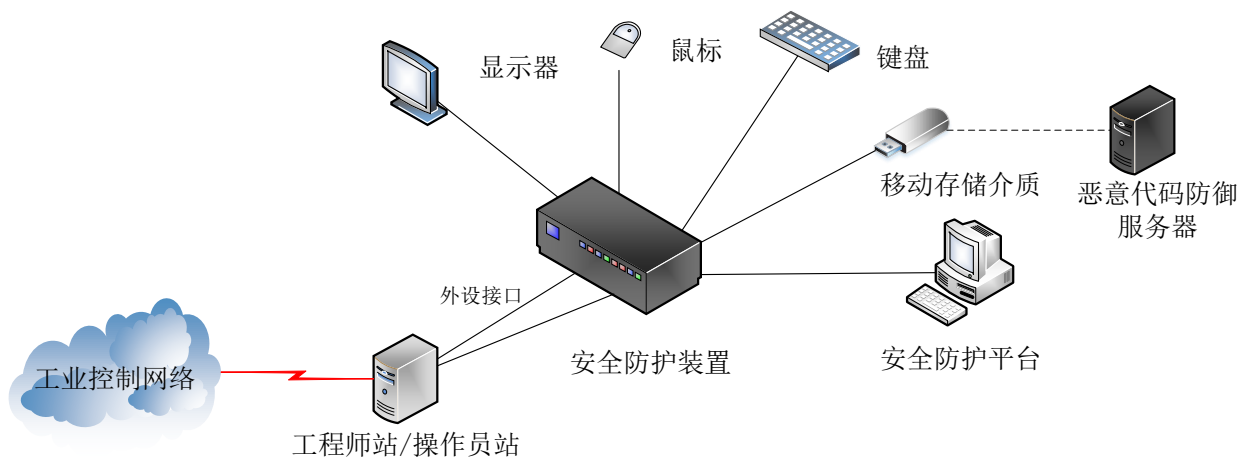 显示器
鼠标
键盘
移动存储介质
恶意代码防御
服务器
外设接口
安全防护装置
安全防护平台
工业控制网络
工程师站/操作员站